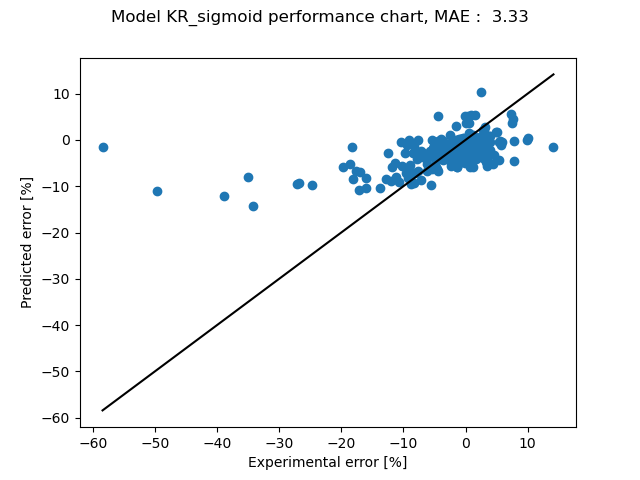 Model KR_sigmoid performance chart, MAE :  3.33
10
0
−10
−20
−30
−40
−50
−60
Predicted error [%]
−60 −50 −40 −30 −20 −10 0 10
Experimental error [%]